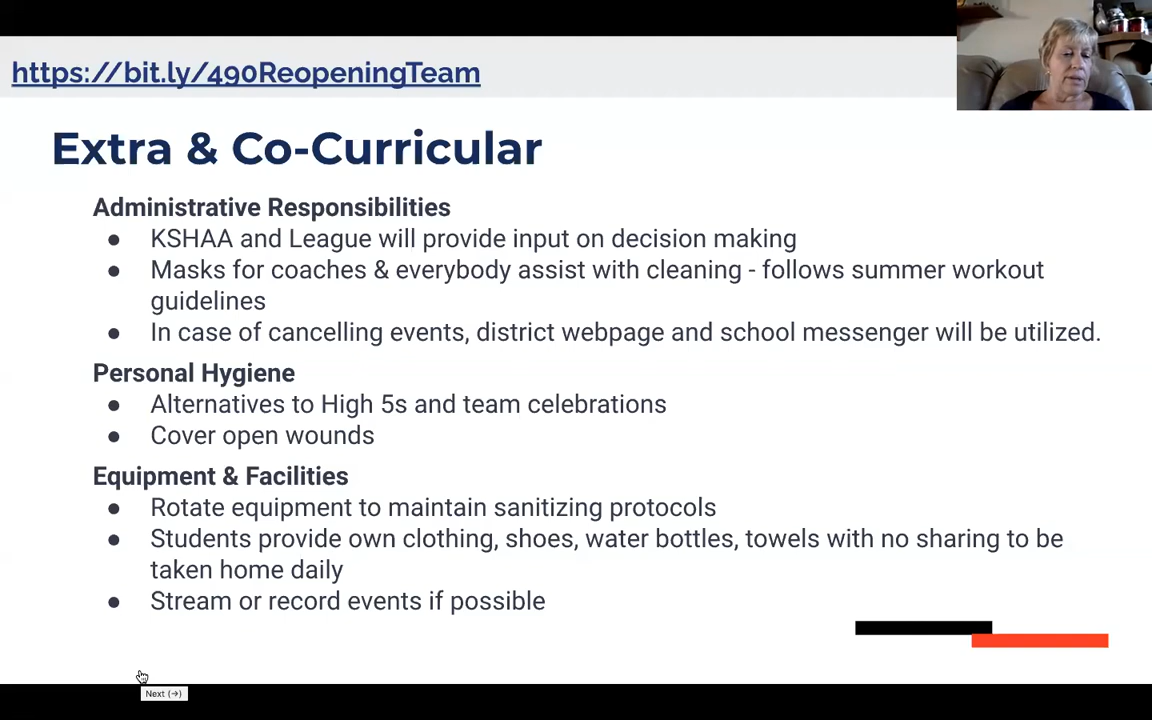 https://bit.ly/490ReopeningTeam
Extra & Co-Curricular
Administrative Responsibilities
● KSHAA and League will provide input on decision making
● Masks for coaches & everybody assist with cleaning - follows summer workout
guidelines
● In case of cancelling events, district webpage and school messenger will be utilized.
Personal Hygiene
● Alternatives to High 5s and team celebrations
● Cover open wounds
Equipment & Facilities
● Rotate equipment to maintain sanitizing protocols
● Students provide own clothing, shoes, water bottles, towels with no sharing to be
taken home daily
● Stream or record events if possible
Next (→)